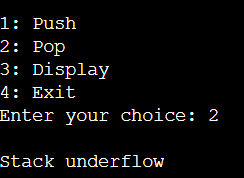 1: Push
2: Pop
3: Display
4: Exit
Enter your choice: 2
Stack underflow